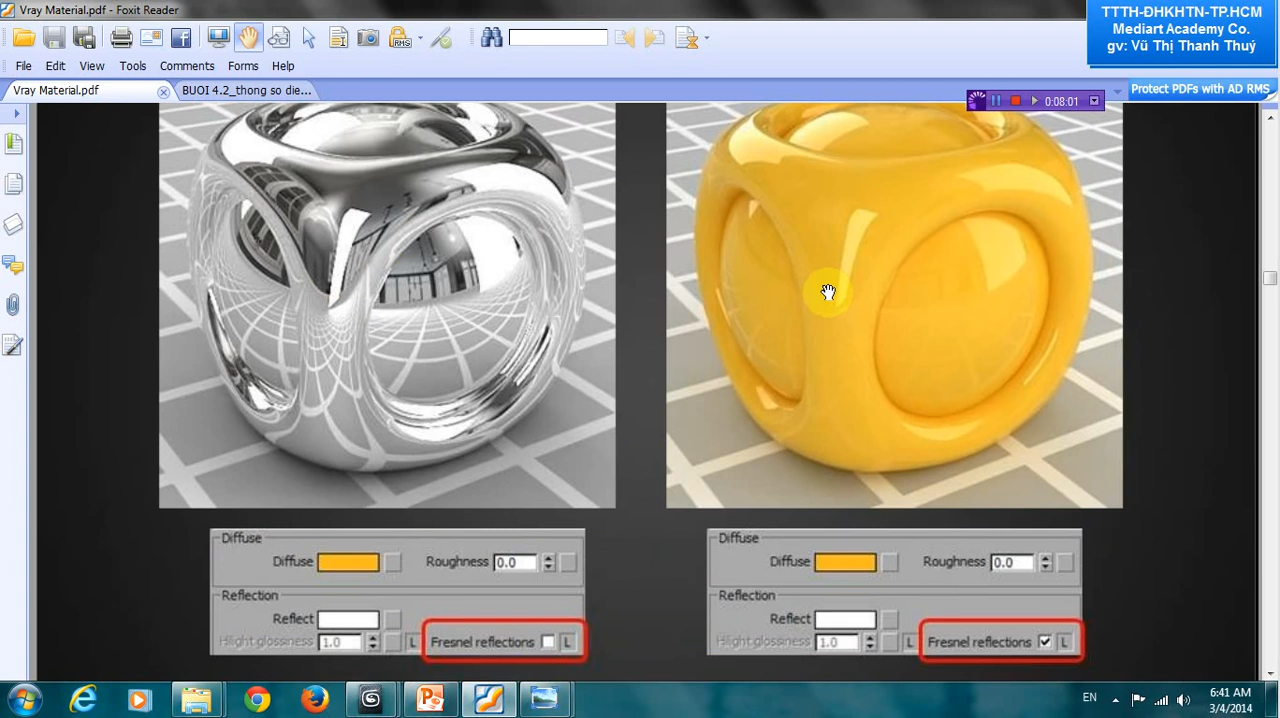 Vray Material.pdf - Foxit Reader
TTTH-ĐHKHTN-TP.HCM
Mediart Academy Co.
gv: Vũ Thị Thanh Thuý
RMS
File Edit View Tools Comments Forms Help
Vray Material.pdf
BUOI 4.2_thong so die...
Protect PDFs with AD RMS
0:08:01
Diffuse
Diffuse Roughness 0.0
Reflection
Reflect
Hilight glossiness 1.0 L Fresnel reflections L
Diffuse
Diffuse Roughness 0.0
Reflection
Reflect
Hilight glossiness 1.0 L Fresnel reflections L
EN
6:41 AM
3/4/2014